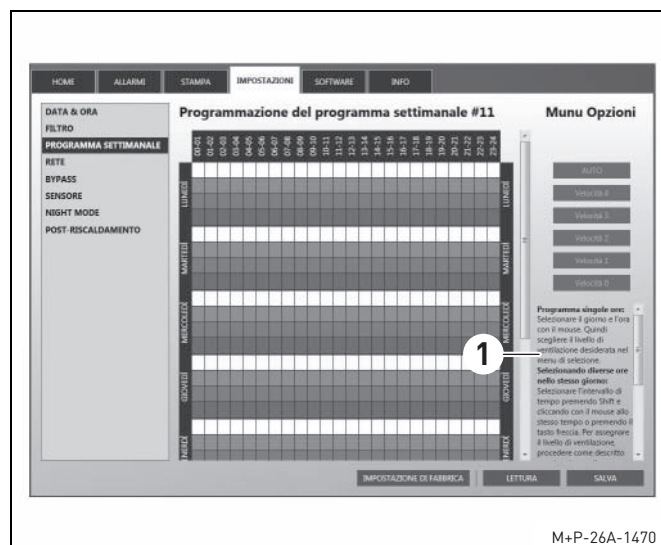 HOME ALLARMI STAMPA IMPOSTAZIONI SOFTWARE INFO
DATA & ORA
FILTRO
PROGRAMMA SETTIMANALE
RETE
BYPASS
SENSORE
NIGHT MODE
POST-RISCALDAMENTO
Programmazione del programma settimanale #11
00-01 01-02 02-03 03-04 04-05 05-06 06-07 07-08 08-09 09-10 10-11 11-12 12-13 13-14 14-15 15-16 16-17 17-18 18-19 19-20 20-21 21-22 22-23 23-24
LUNEDÌ LUNEDÌ
MARTEDÌ MARTEDÌ
MERCOLEDÌ MERCOLEDÌ
GIOVEDÌ GIOVEDÌ
ENERDÌ ENERDÌ
Munu Opzioni
AUTO
Velocità 4
Velocità 3
Velocità 2
Velocità 1
Velocità 0
Programma singole ore:
Selezionare il giorno e l'ora
con il mouse. Quindi
scegliere il livello di
ventilazione desiderata nel
menu di selezione.
Selezionando diverse ore
nello stesso giorno:
Selezionare l'intervallo di
tempo premendo Shift e
cliccando con il mouse allo
stesso tempo o premendo il
tasto freccia. Per assegnare
il livello di ventilazione,
procedere come descritto
1
IMPOSTAZIONE DI FABBRICA LETTURA SALVA
M+P-26A-1470